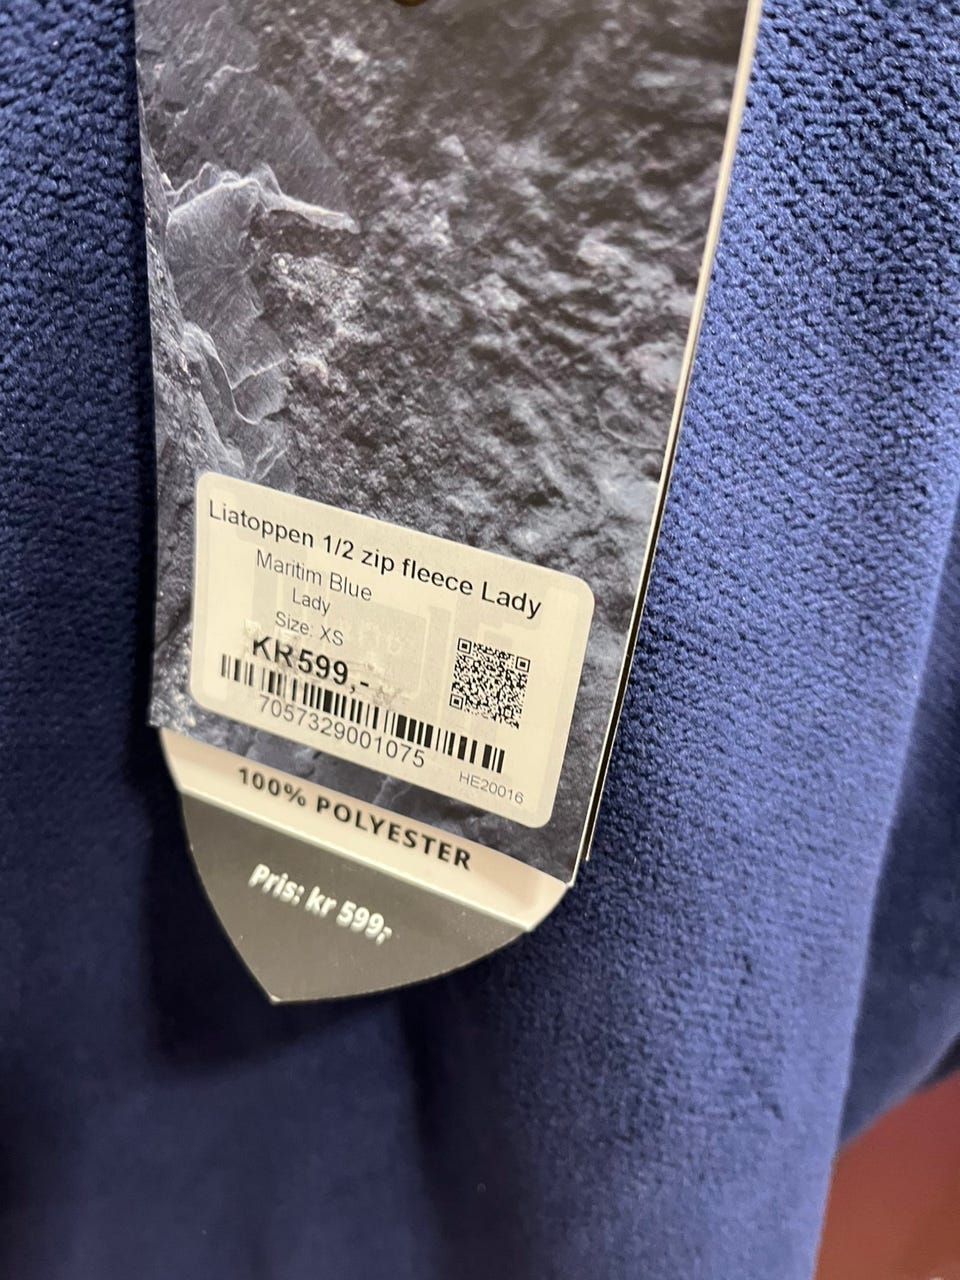 Liatoppen 1/2 zip fleece Lady
Maritim Blue
Lady
Size: XS
KR599,-
7057329001075
HE20016
100% POLYESTER
Pris: kr 599,-